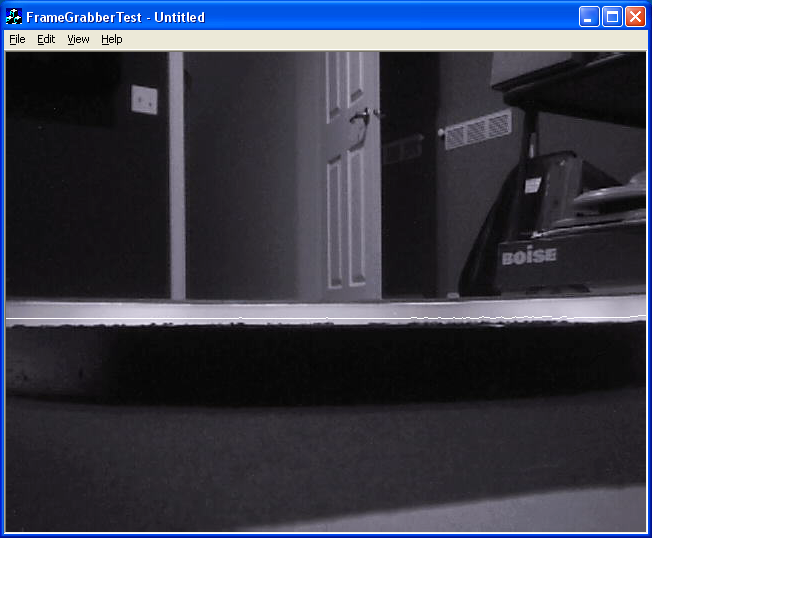 FrameGrabberTest - Untitled
File Edit View Help
BOISE